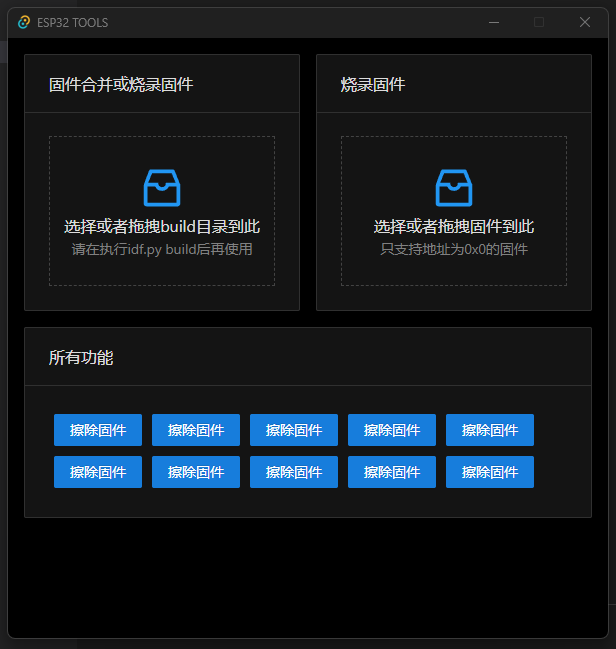 ESP32 TOOLS
固件合并或烧录固件
选择或者拖拽build目录到此
请在执行idf.py build后再使用
烧录固件
选择或者拖拽固件到此
只支持地址为0x0的固件
所有功能
擦除固件 擦除固件 擦除固件 擦除固件 擦除固件
擦除固件 擦除固件 擦除固件 擦除固件 擦除固件